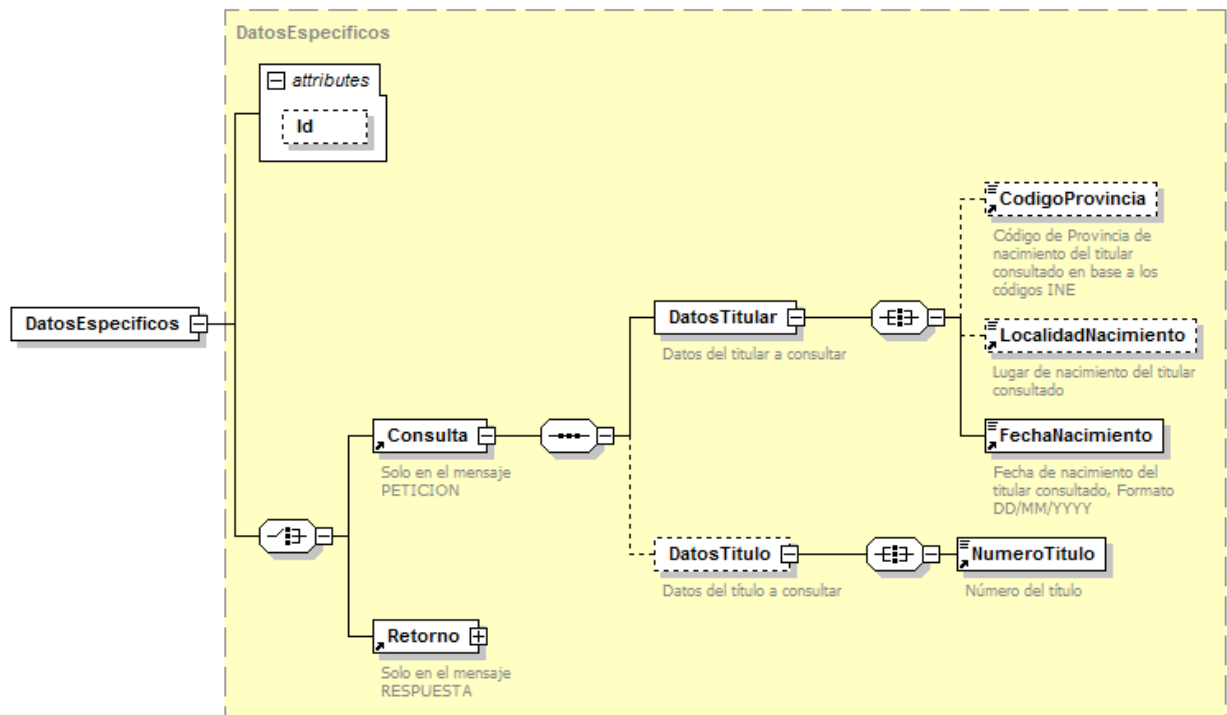 DatosEspecificos
attributes
Id
CodigoProvincia
Código de Provincia de
nacimiento del titular
consultado en base a los
códigos INE
DatosEspecificos
DatosTitular
Datos del titular a consultar
LocalidadNacimiento
Lugar de nacimiento del titular
consultado
Consulta
Solo en el mensaje
PETICION
FechaNacimiento
Fecha de nacimiento del
titular consultado, Formato
DD/MM/YYYY
DatosTitulo
Datos del título a consultar
NumeroTitulo
Número del título
Retorno
Solo en el mensaje
RESPUESTA